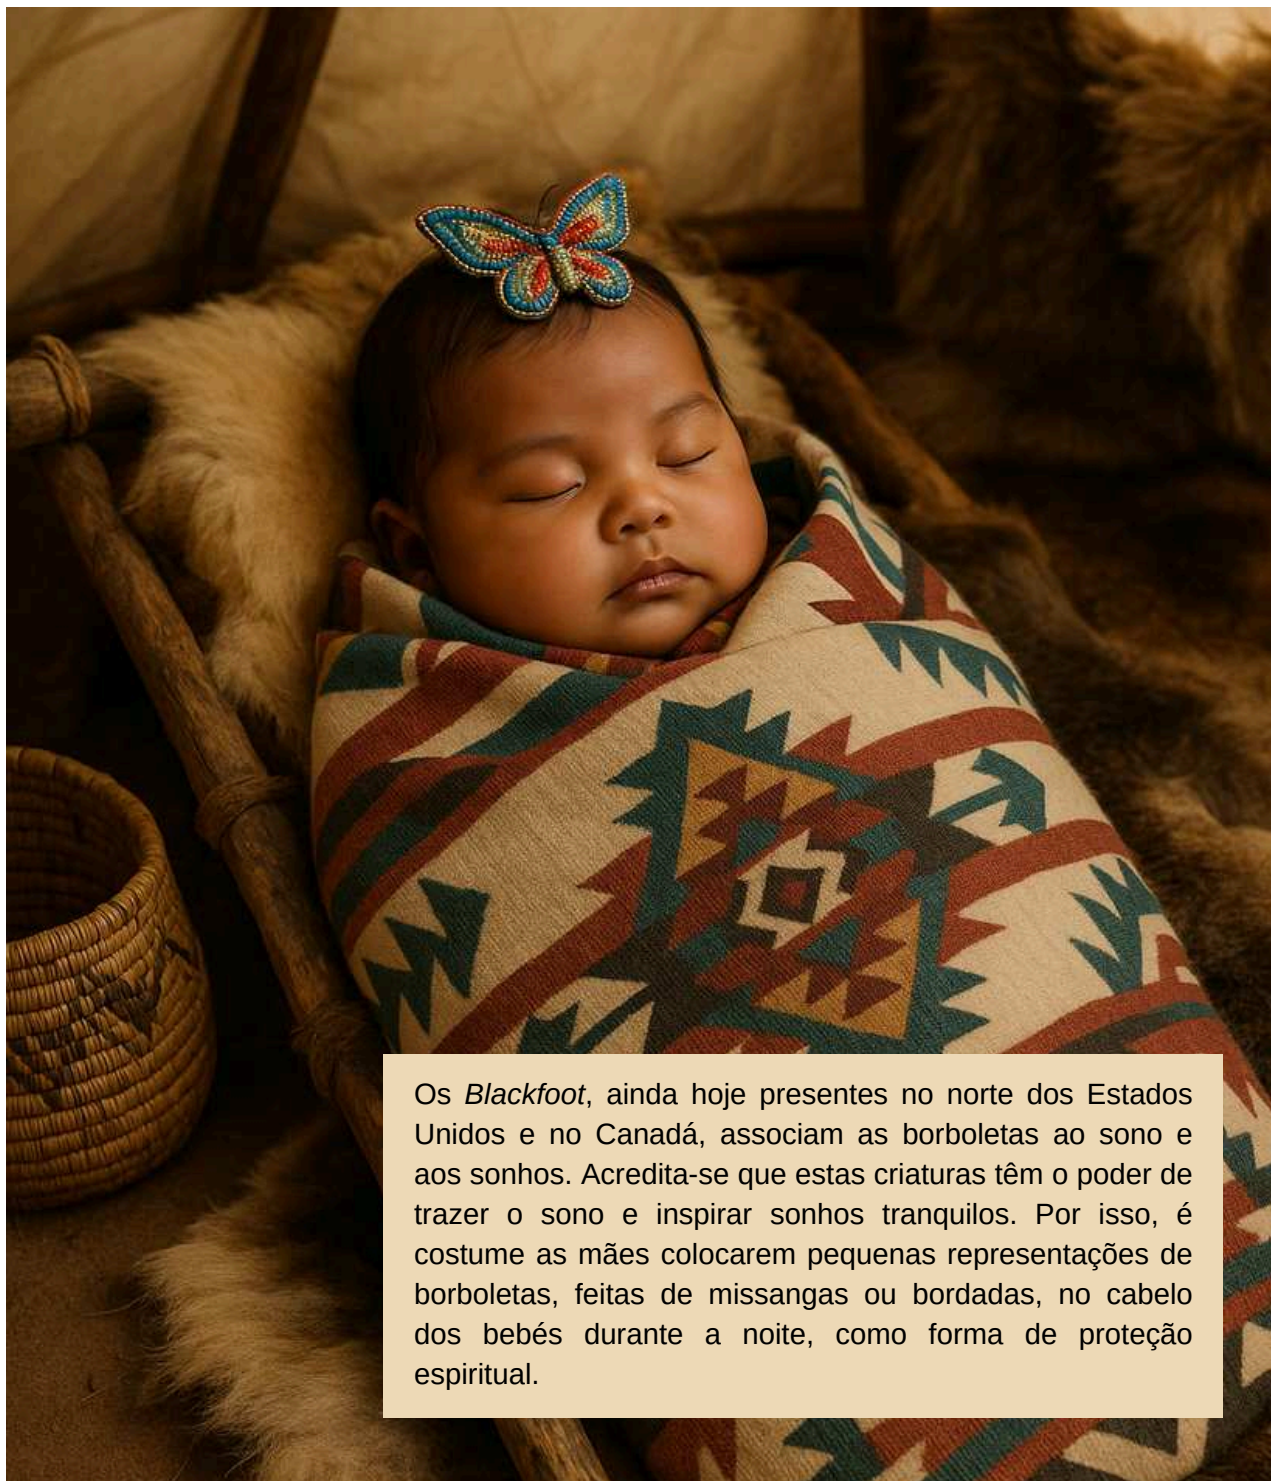 Os Blackfoot, ainda hoje presentes no norte dos Estados
Unidos e no Canadá, associam as borboletas ao sono e
aos sonhos. Acredita-se que estas criaturas têm o poder de
trazer o sono e inspirar sonhos tranquilos. Por isso, é
costume as mães colocarem pequenas representações de
borboletas, feitas de missangas ou bordadas, no cabelo
dos bebés durante a noite, como forma de proteção
espiritual.